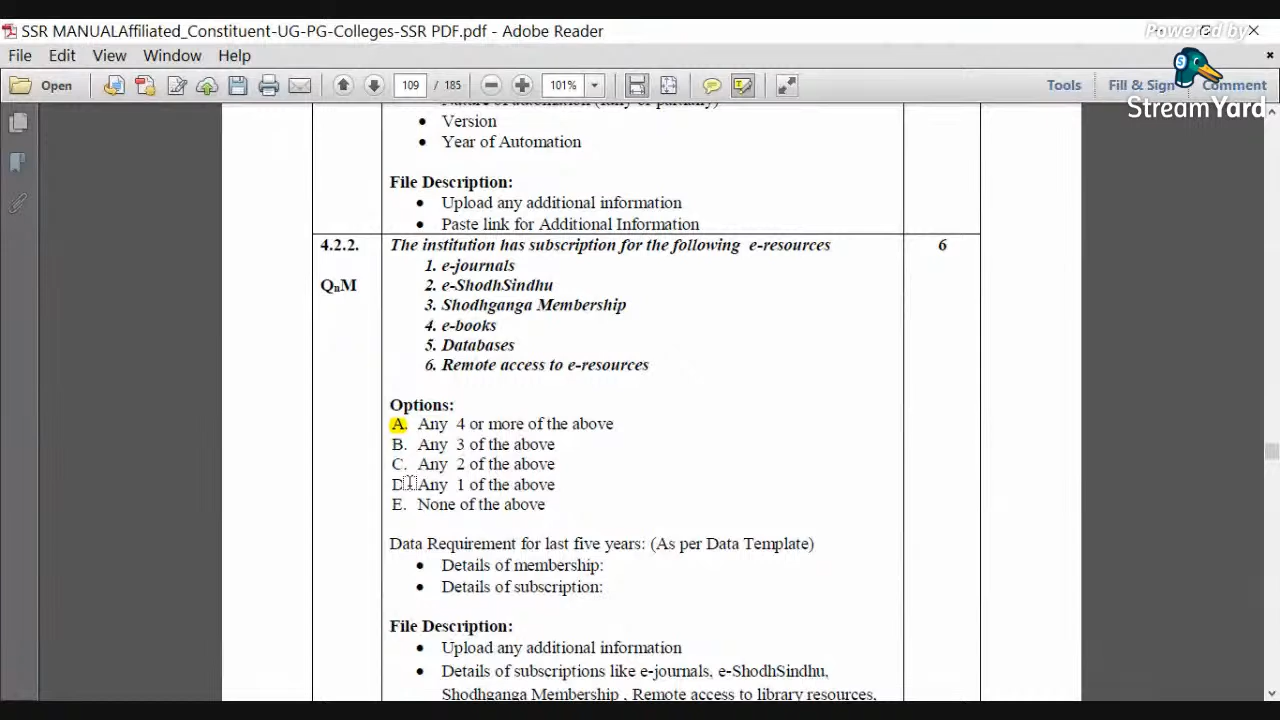 SSR MANUALAffiliated_Constituent-UG-PG-Colleges-SSR PDF.pdf - Adobe Reader
Powered by
File Edit View Window Help
Open 109 / 185 101% Tools Fill & Sign Comment
StreamYard
• Version
• Year of Automation
File Description:
• Upload any additional information
• Paste link for Additional Information
4.2.2. The institution has subscription for the following e-resources 6
1. e-journals
QnM 2. e-ShodhSindhu
3. Shodhganga Membership
4. e-books
5. Databases
6. Remote access to e-resources
Options:
A. Any 4 or more of the above
B. Any 3 of the above
C. Any 2 of the above
D. Any 1 of the above
E. None of the above
Data Requirement for last five years: (As per Data Template)
• Details of membership:
• Details of subscription:
File Description:
• Upload any additional information
• Details of subscriptions like e-journals, e-ShodhSindhu,
Shodhganga Membership , Remote access to library resources,